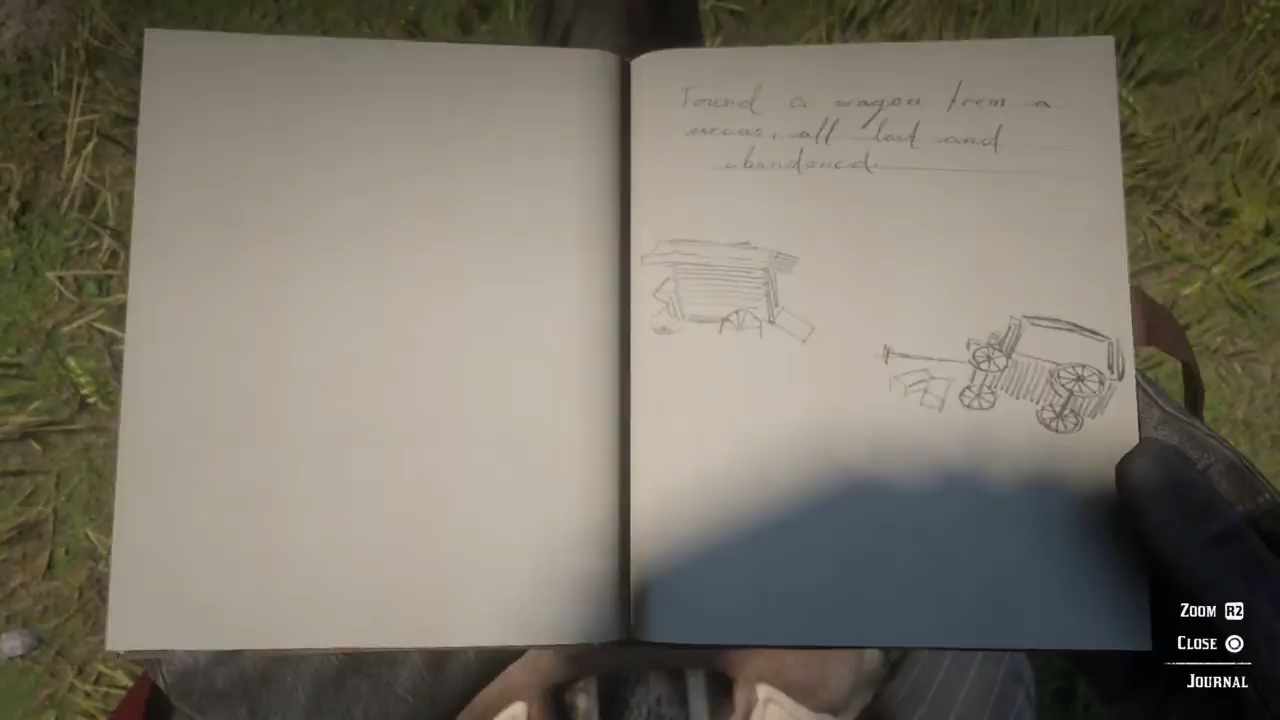 Found a wagon from a
circus, all lost and
abandoned.
ZOOM R2
CLOSE
JOURNAL